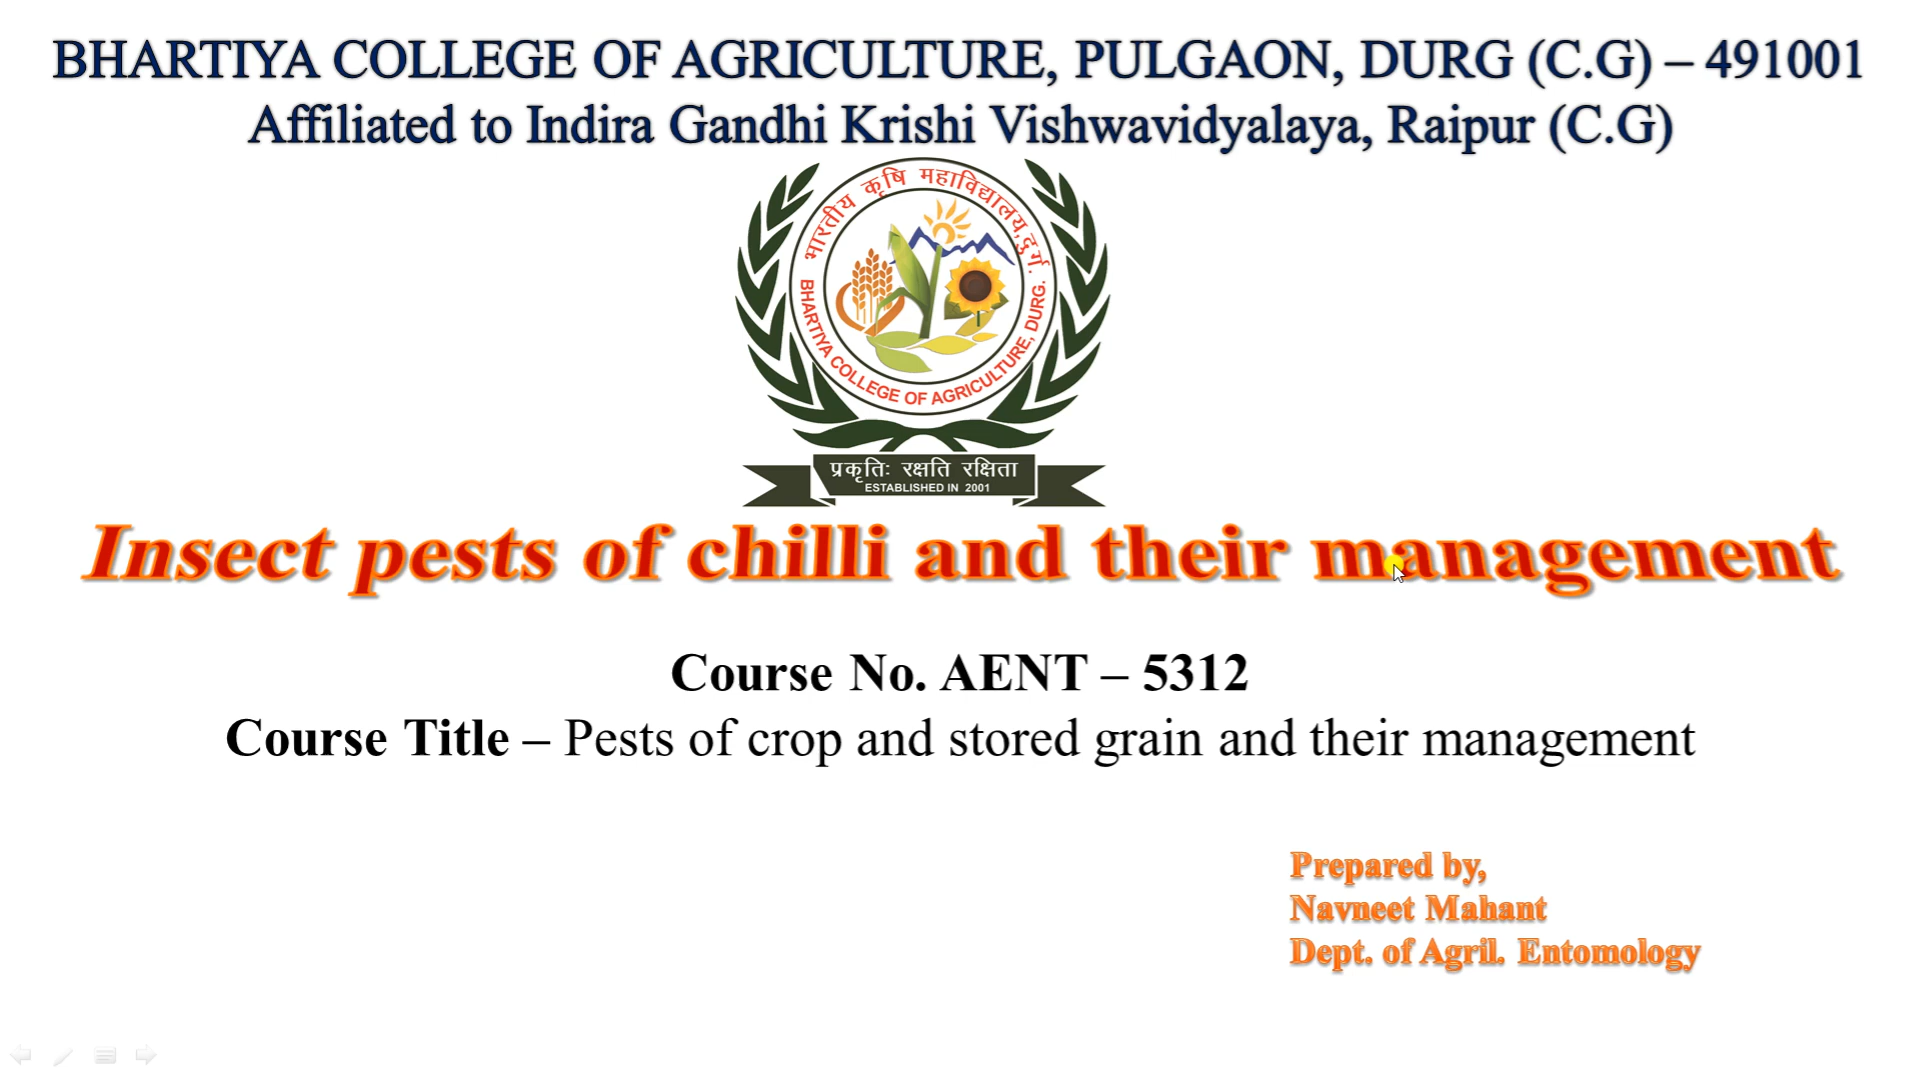 BHARTIYA COLLEGE OF AGRICULTURE, PULGAON, DURG (C.G) – 491001
Affiliated to Indira Gandhi Krishi Vishwavidyalaya, Raipur (C.G)
भारतीय कृषि महाविद्यालय,दुर्ग.
BHARTIYA COLLEGE OF AGRICULTURE, DURG.
प्रकृतिः रक्षति रक्षिता
ESTABLISHED IN 2001
Insect pests of chilli and their management
Course No. AENT – 5312
Course Title – Pests of crop and stored grain and their management
Prepared by,
Navneet Mahant
Dept. of Agril. Entomology